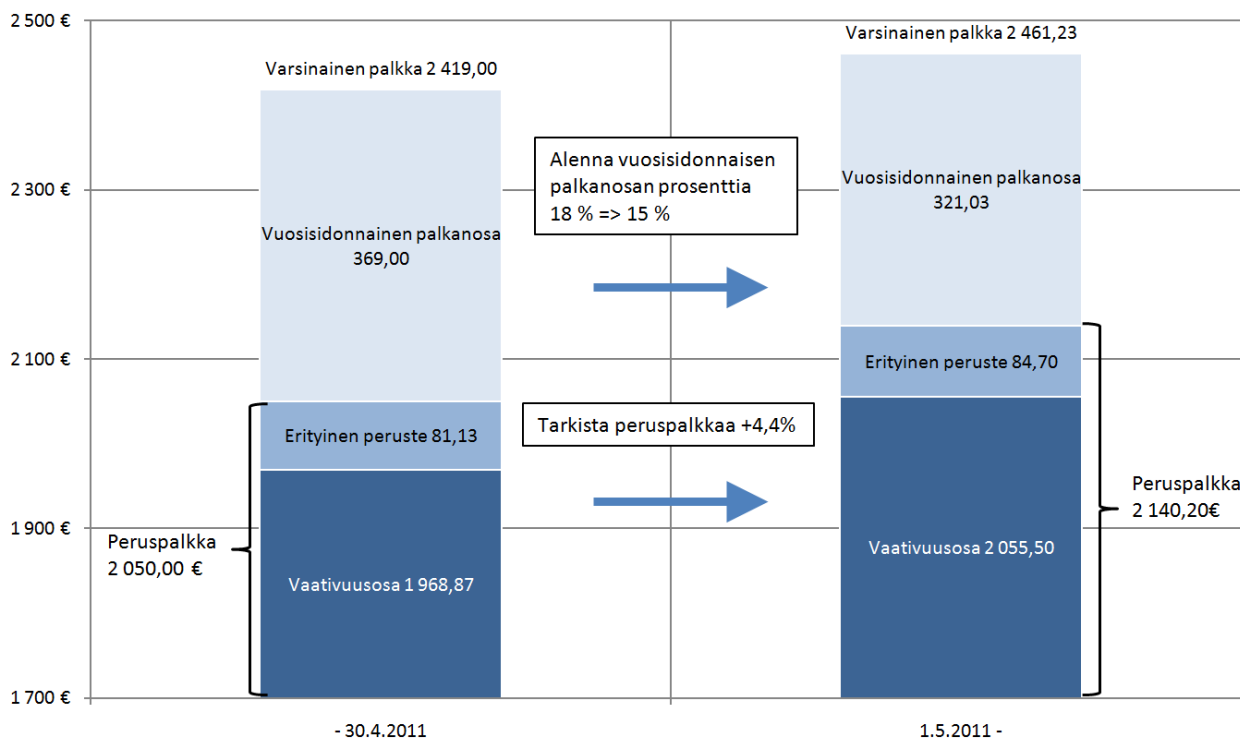 2 500 €
2 300 €
2 100 €
1 900 €
1 700 €
Varsinainen palkka 2 419,00
Vuosisidonnainen palkanosa
369,00
Erityinen peruste 81,13
Vaativuusosa 1 968,87
Peruspalkka
2 050,00 €
- 30.4.2011
Alenna vuosisidonnaisen
palkanosan prosenttia
18 % => 15 %
Tarkista peruspalkkaa +4,4%
Varsinainen palkka 2 461,23
Vuosisidonnainen palkanosa
321,03
Erityinen peruste 84,70
Vaativuusosa 2 055,50
Peruspalkka
2 140,20€
1.5.2011 -